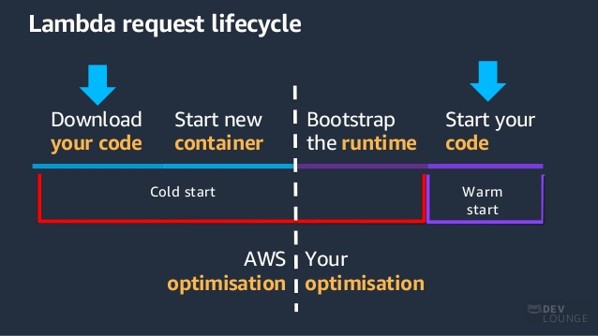 Lambda request lifecycle
Download
your code
Start new
container
Bootstrap
the runtime
Start your
code
Cold start
Warm
start
AWS
optimisation
Your
optimisation
DEV
LOUNGE